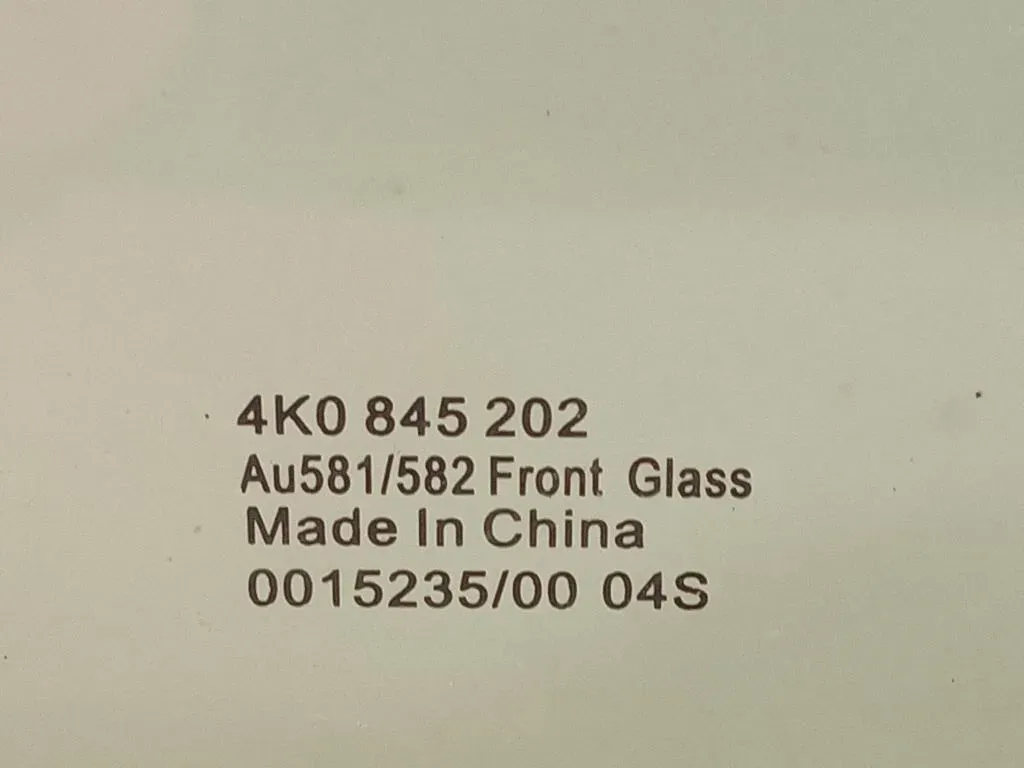 4K0 845 202
Au581/582 Front Glass
Made In China
0015235/00 04S